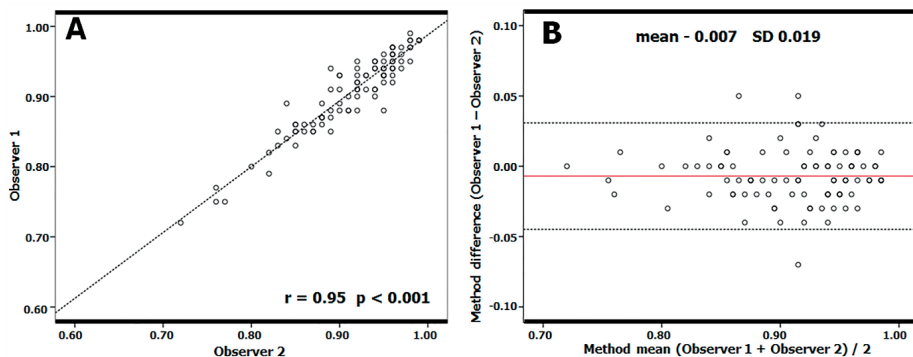 A
1.00
0.90
0.80
0.70
0.60
Observer 1
r = 0.95 p < 0.001
0.60
0.70
0.80
0.90
1.00
Observer 2
B
mean - 0.007 SD 0.019
0.10
0.05
0.00
-0.05
-0.10
Method difference (Observer 1 - Observer 2)
0.70
0.80
0.90
1.00
Method mean (Observer 1 + Observer 2) / 2